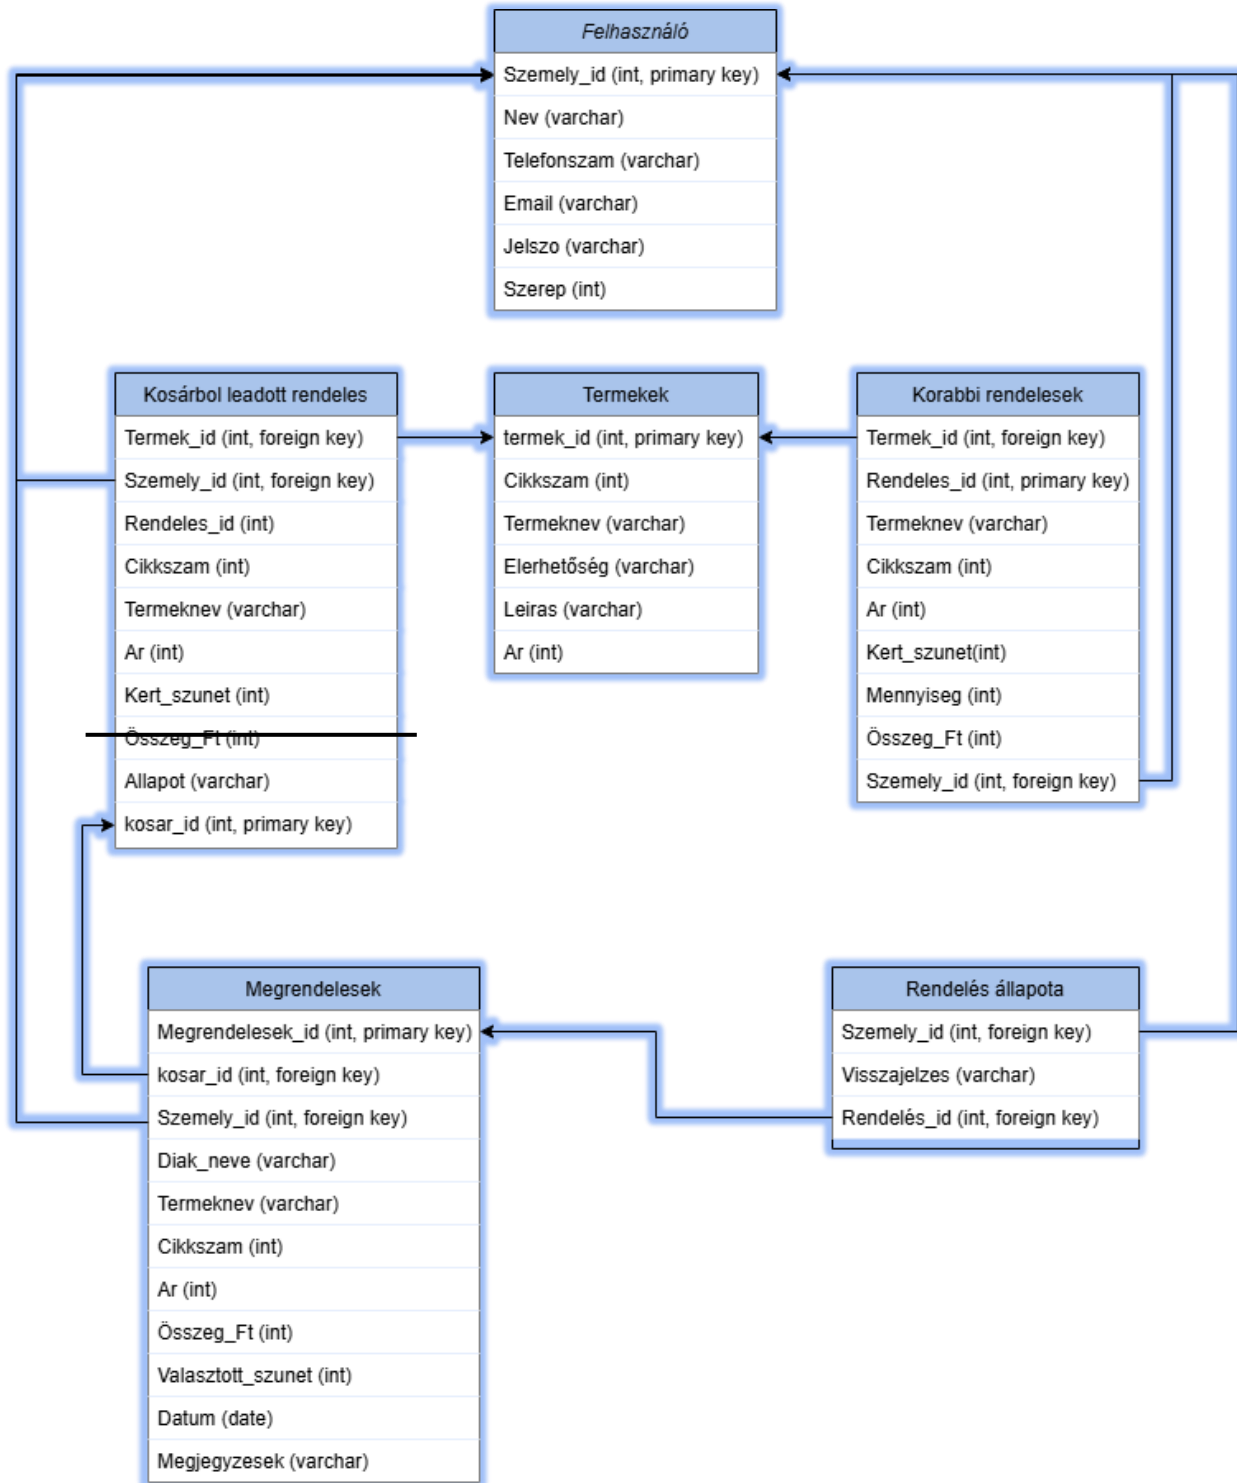 Felhasználó
Szemely_id (int, primary key)
Nev (varchar)
Telefonszam (varchar)
Email (varchar)
Jelszo (varchar)
Szerep (int)
Kosárbol leadott rendeles
Termek_id (int, foreign key)
Szemely_id (int, foreign key)
Rendeles_id (int)
Cikkszam (int)
Termeknev (varchar)
Ar (int)
Kert_szunet (int)
Összeg_Ft (int)
Allapot (varchar)
kosar_id (int, primary key)
Termekek
termek_id (int, primary key)
Cikkszam (int)
Termeknev (varchar)
Elerhetőség (varchar)
Leiras (varchar)
Ar (int)
Korabbi rendelesek
Termek_id (int, foreign key)
Rendeles_id (int, primary key)
Termeknev (varchar)
Cikkszam (int)
Ar (int)
Kert_szunet(int)
Mennyiseg (int)
Összeg_Ft (int)
Szemely_id (int, foreign key)
Megrendelesek
Megrendelesek_id (int, primary key)
kosar_id (int, foreign key)
Szemely_id (int, foreign key)
Diak_neve (varchar)
Termeknev (varchar)
Cikkszam (int)
Ar (int)
Összeg_Ft (int)
Valasztott_szunet (int)
Datum (date)
Megjegyzesek (varchar)
Rendelés állapota
Szemely_id (int, foreign key)
Visszajelzes (varchar)
Rendelés_id (int, foreign key)